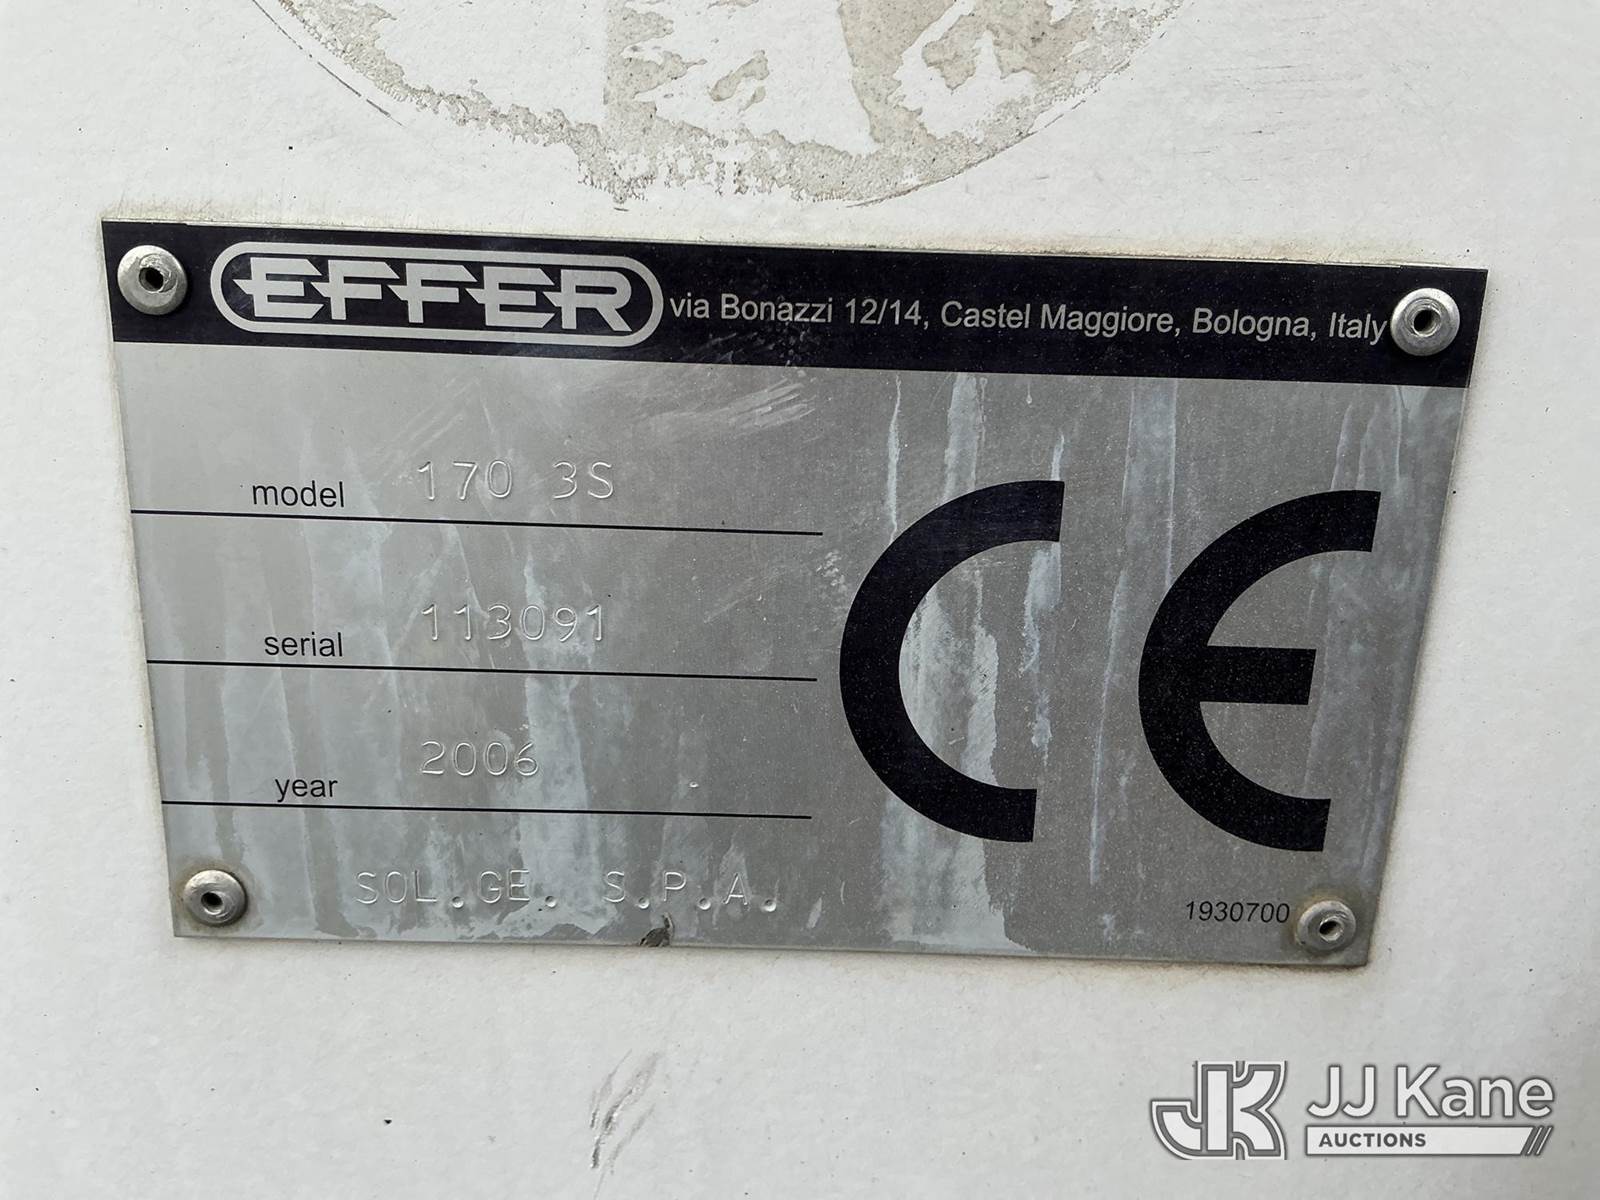 EFFER via Bonazzi 12/14, Castel Maggiore, Bologna, Italy
model 170 3S
serial 113091
year 2006
SOL.GE. S.P.A.
1930700
CE
JK JJ Kane
AUCTIONS